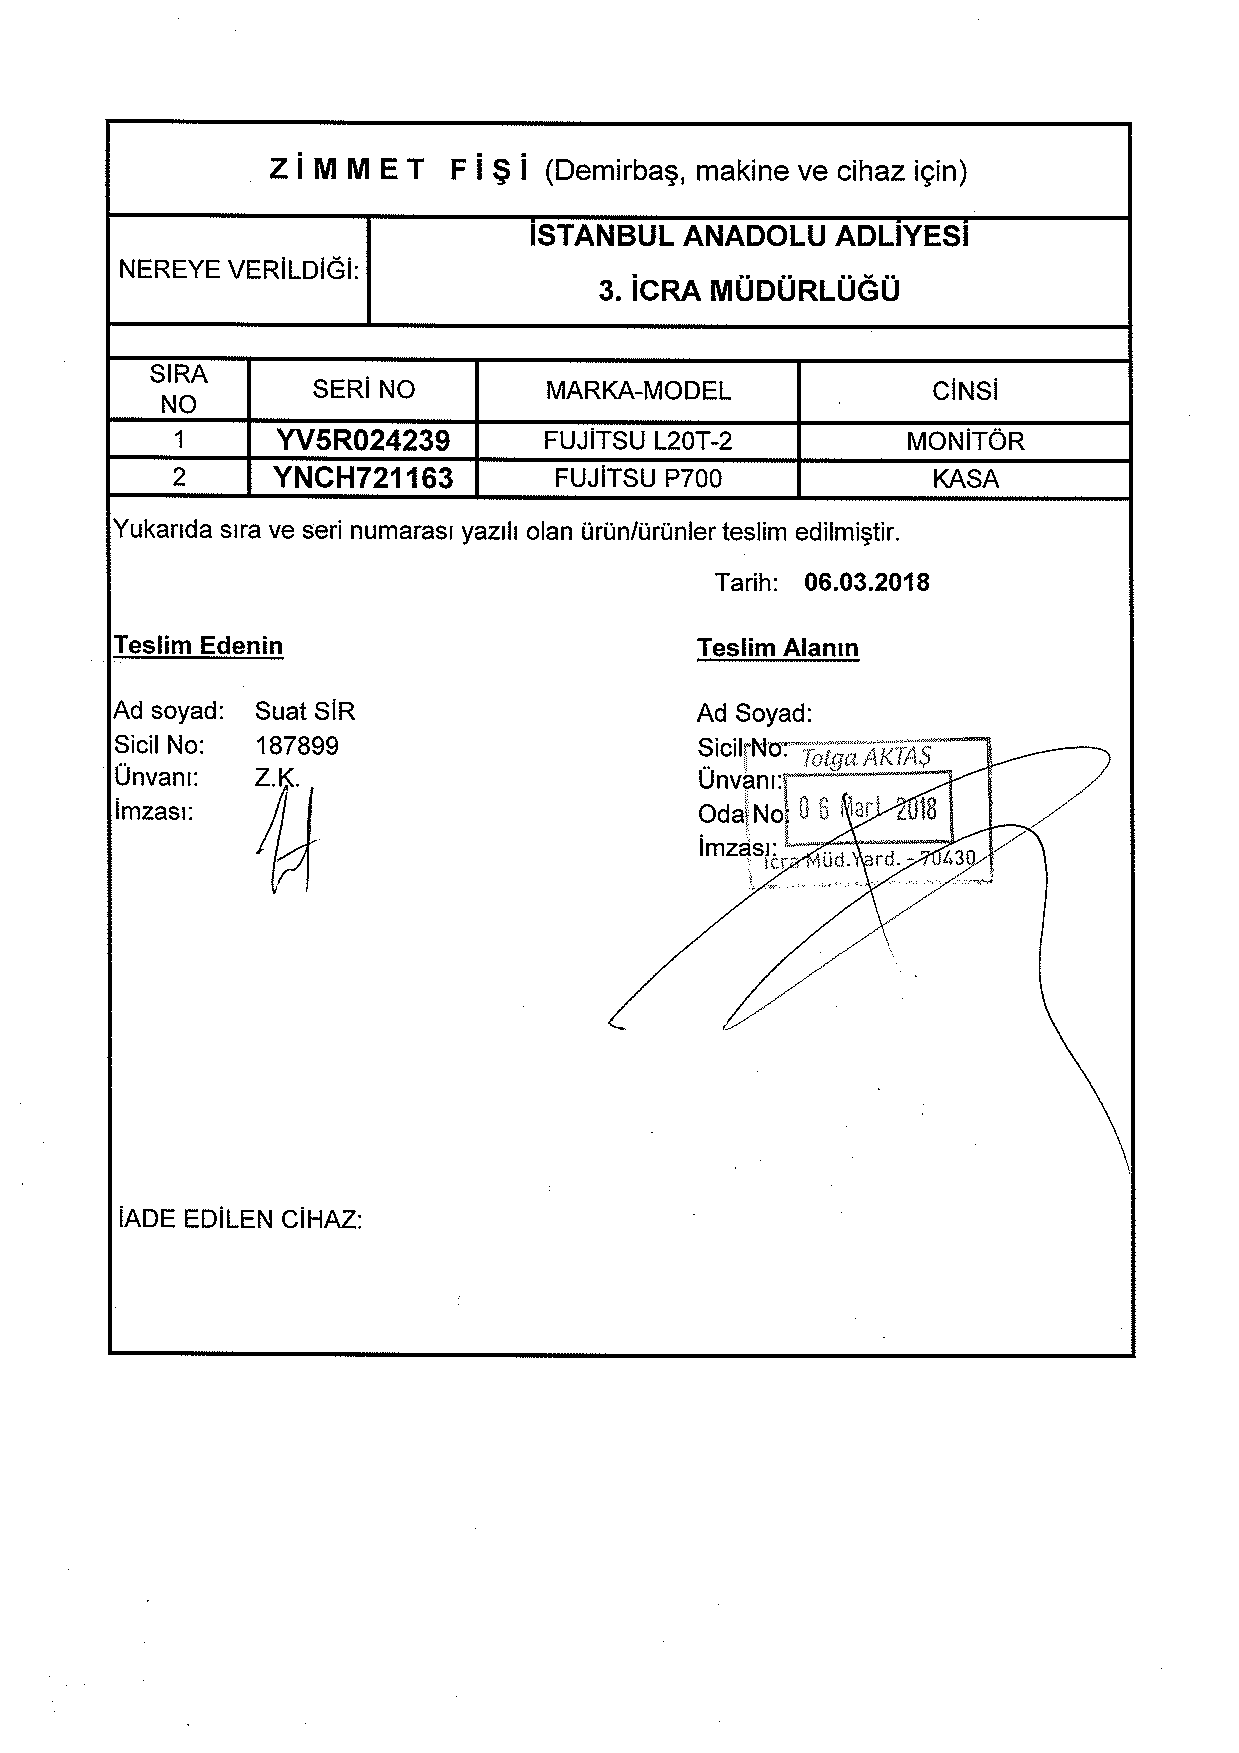 ZİMMET FİŞİ (Demirbaş, makine ve cihaz için)
NEREYE VERİLDİĞİ:
İSTANBUL ANADOLU ADLİYESİ
3. İCRA MÜDÜRLÜĞÜ
SIRA NO SERİ NO MARKA-MODEL CİNSİ
1 YV5R024239 FUJİTSU L20T-2 MONİTÖR
2 YNCH721163 FUJİTSU P700 KASA
Yukarıda sıra ve seri numarası yazılı olan ürün/ürünler teslim edilmiştir.
Tarih: 06.03.2018
Teslim Edenin
Ad soyad: Suat SİR
Sicil No: 187899
Ünvanı: Z.K.
İmzası:
Teslim Alanın
Ad Soyad:
Sicil No:
Ünvanı:
Oda No:
İmzası:
Tolga AKTAŞ
06 Mart 2018
İcra Müd.Yard. - 70430
İADE EDİLEN CİHAZ: